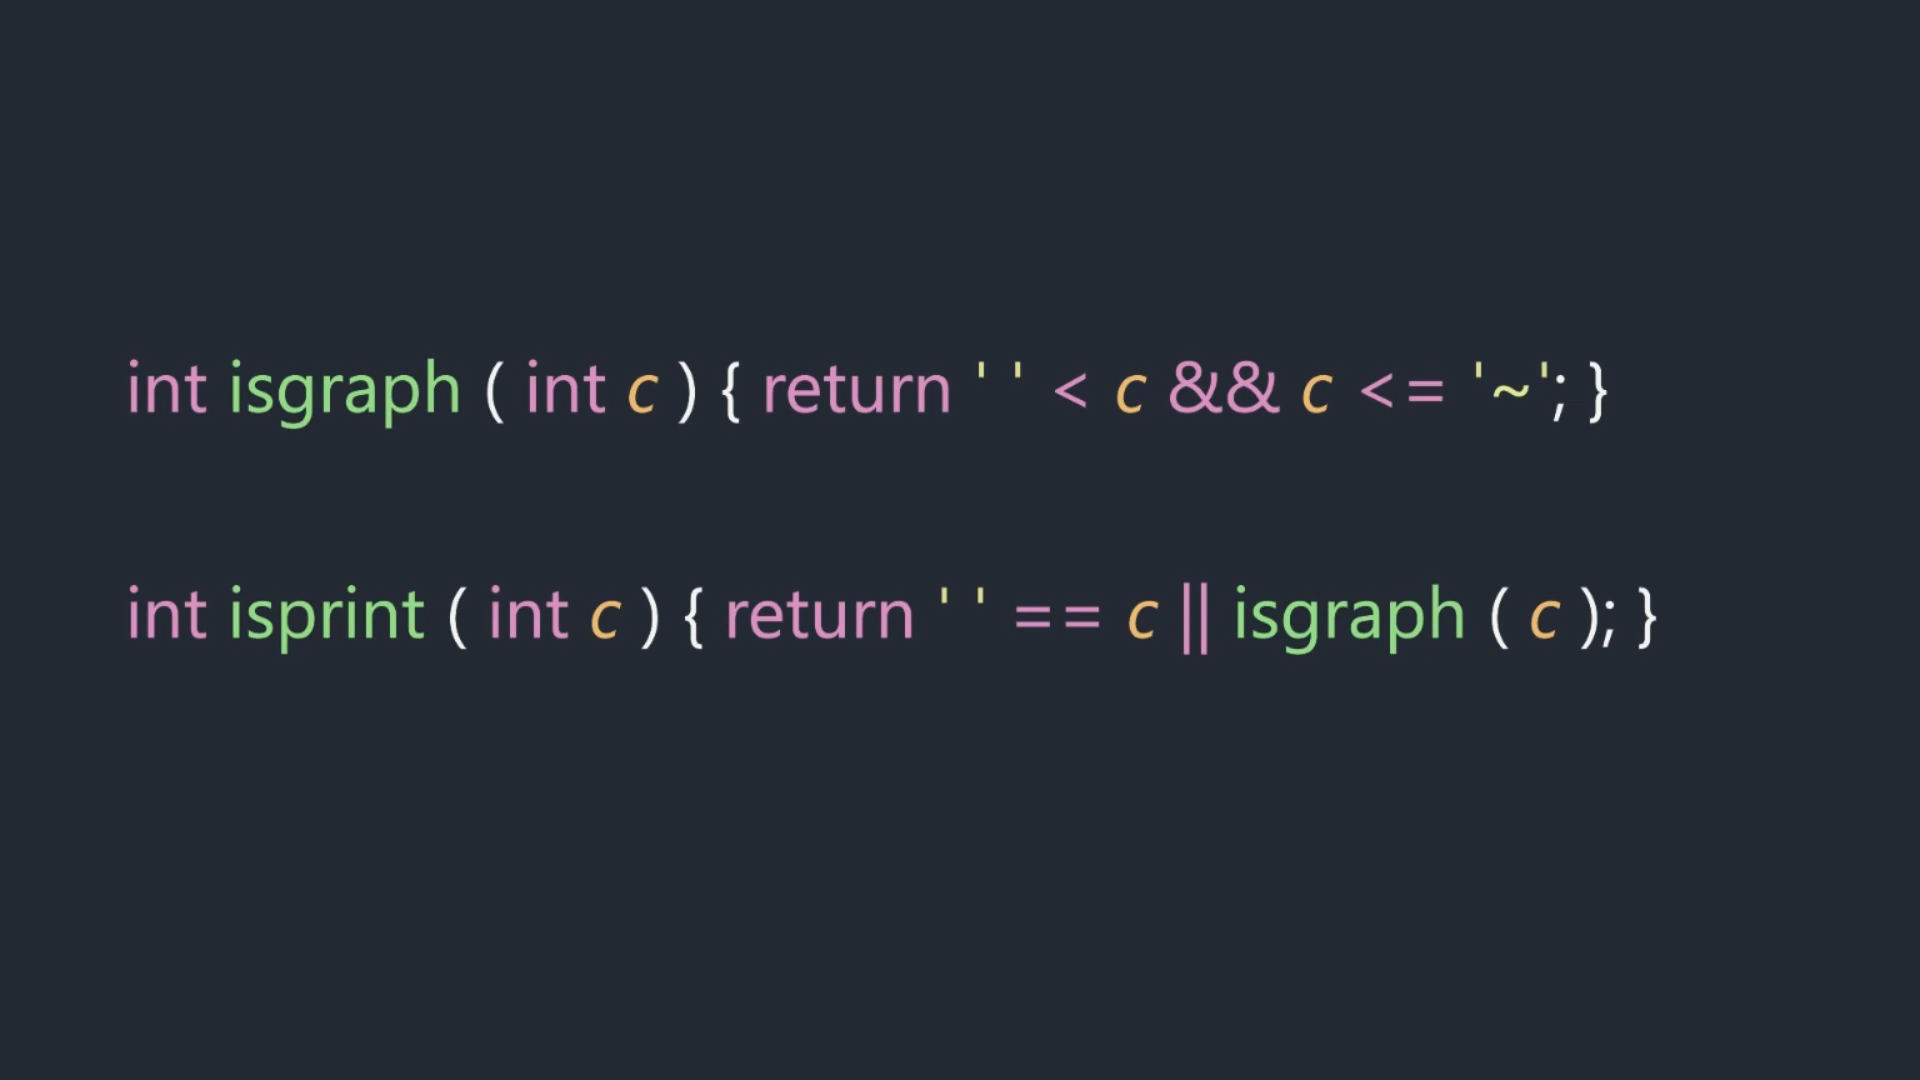 int isgraph ( int c ) { return ' ' < c && c <= '~'; }
int isprint ( int c ) { return ' ' == c || isgraph ( c ); }